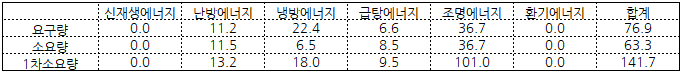 신재생에너지 난방에너지 냉방에너지 급탕에너지 조명에너지 환기에너지 합계
요구량 0.0 11.2 22.4 6.6 36.7 0.0 76.9
소요량 0.0 11.5 6.5 8.5 36.7 0.0 63.3
1차소요량 0.0 13.2 18.0 9.5 101.0 0.0 141.7